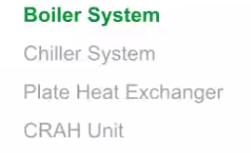 Boiler System
Chiller System
Plate Heat Exchanger
CRAH Unit